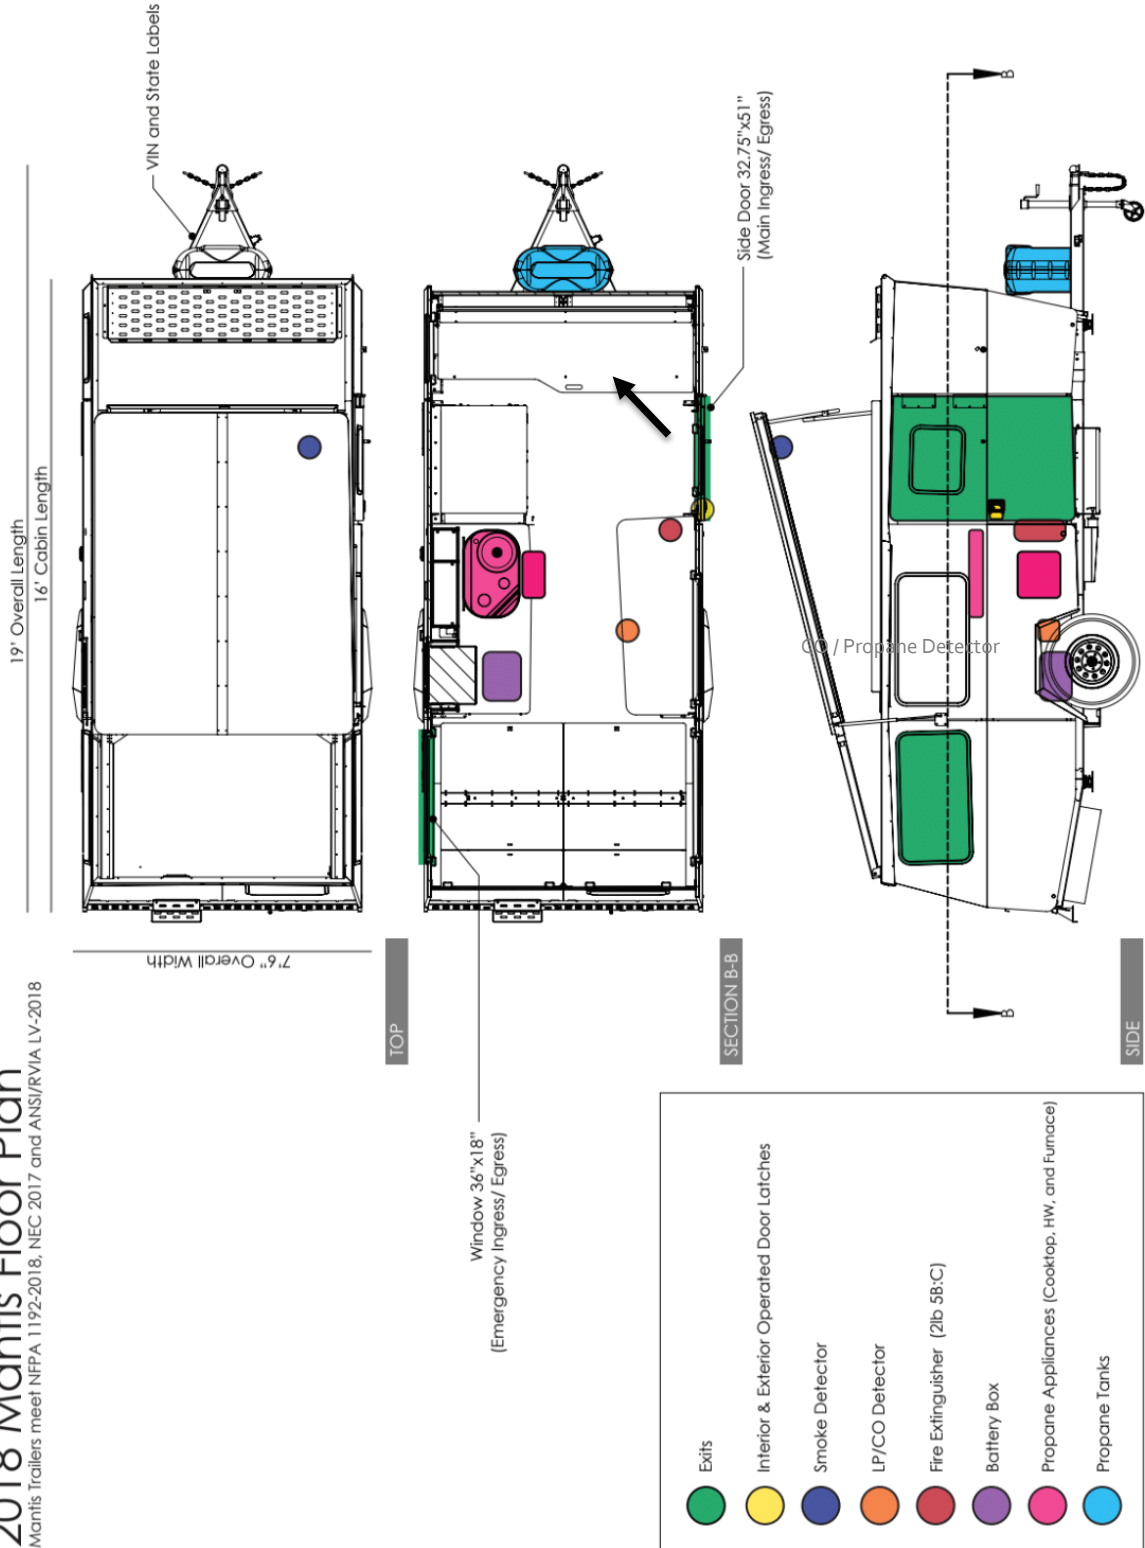 2018 Mantis Floor Plan
Mantis Trailers meet NFPA 1192-2018, NEC 2017 and ANSI/RVIA LV-2018
19' Overall Length
16' Cabin Length
VIN and State Labels
7'6" Overall Width
TOP
Side Door 32.75"x51"
(Main Ingress/ Egress)
Window 36"x18"
(Emergency Ingress/ Egress)
SECTION B-B
B
B
CO / Propane Detector
SIDE
Exits
Interior & Exterior Operated Door Latches
Smoke Detector
LP/CO Detector
Fire Extinguisher (2lb 5B:C)
Battery Box
Propane Appliances (Cooktop, HW, and Furnace)
Propane Tanks